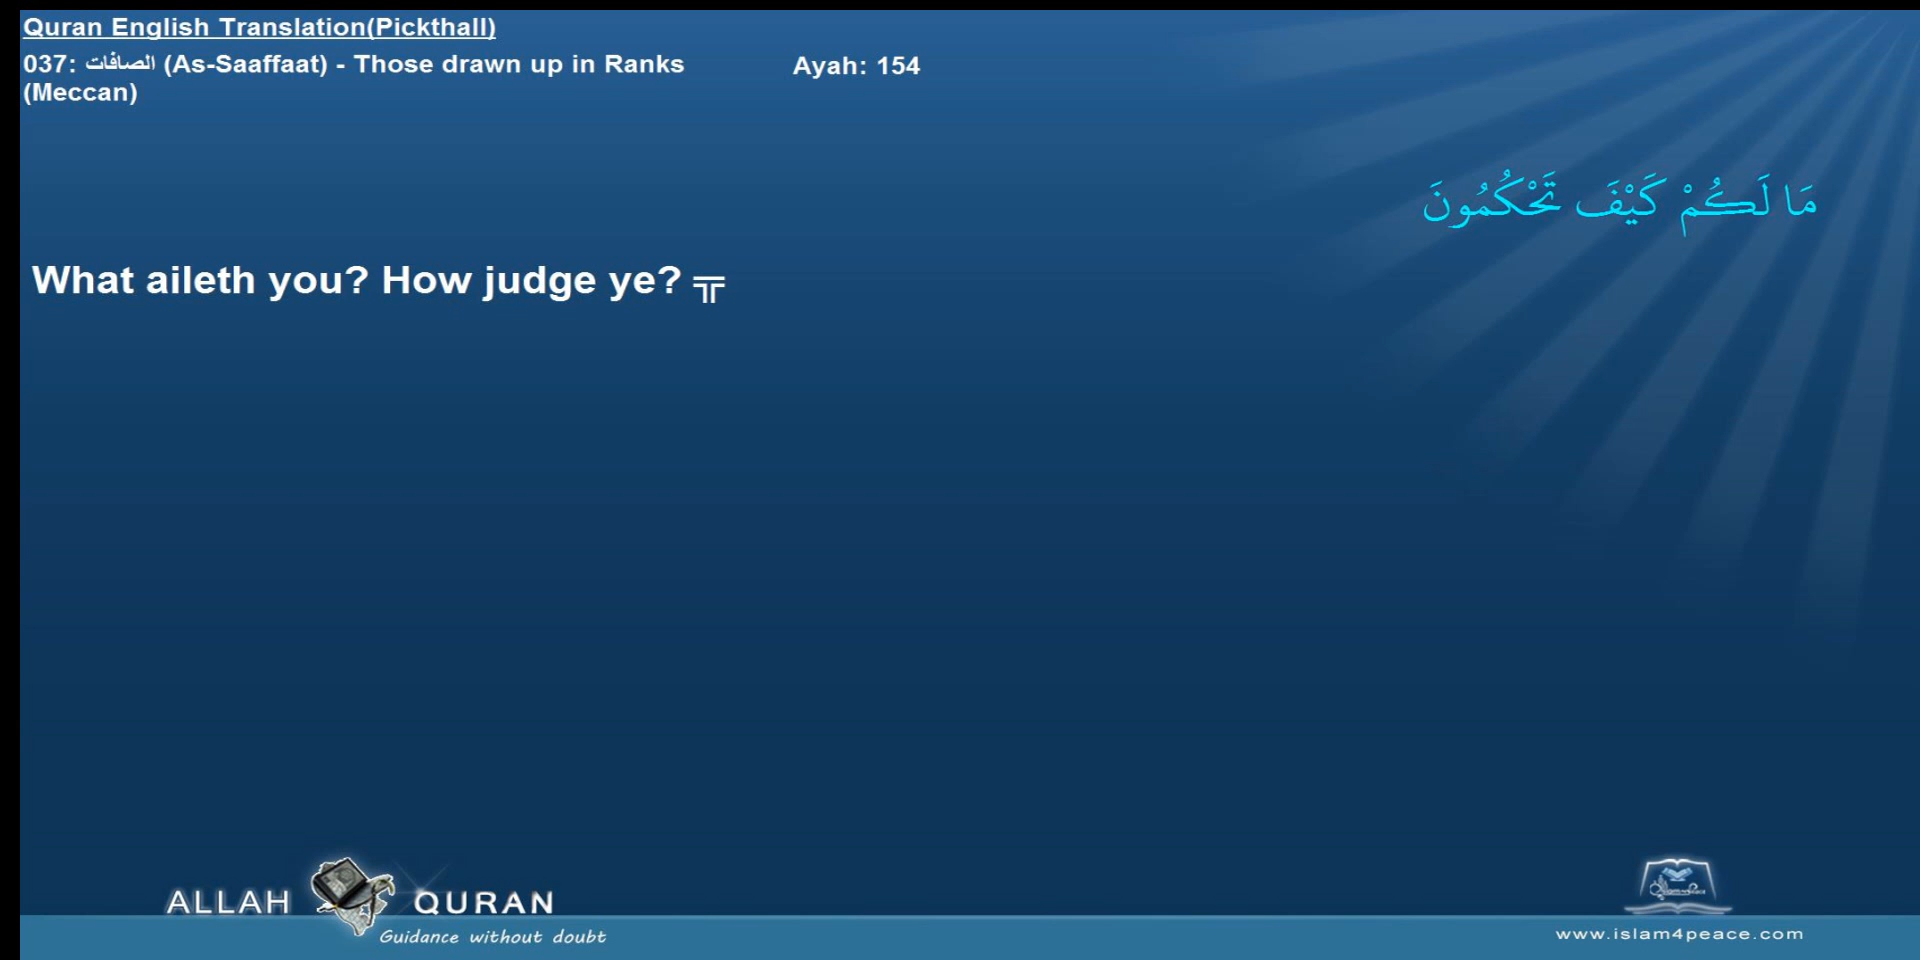 Quran English Translation(Pickthall)
037: الصافات (As-Saaffaat) - Those drawn up in Ranks
(Meccan)
Ayah: 154
مَا لَكُمْ كَيْفَ تَحْكُمُونَ
What aileth you? How judge ye? ╦
ALLAH QURAN
Guidance without doubt
www.islam4peace.com